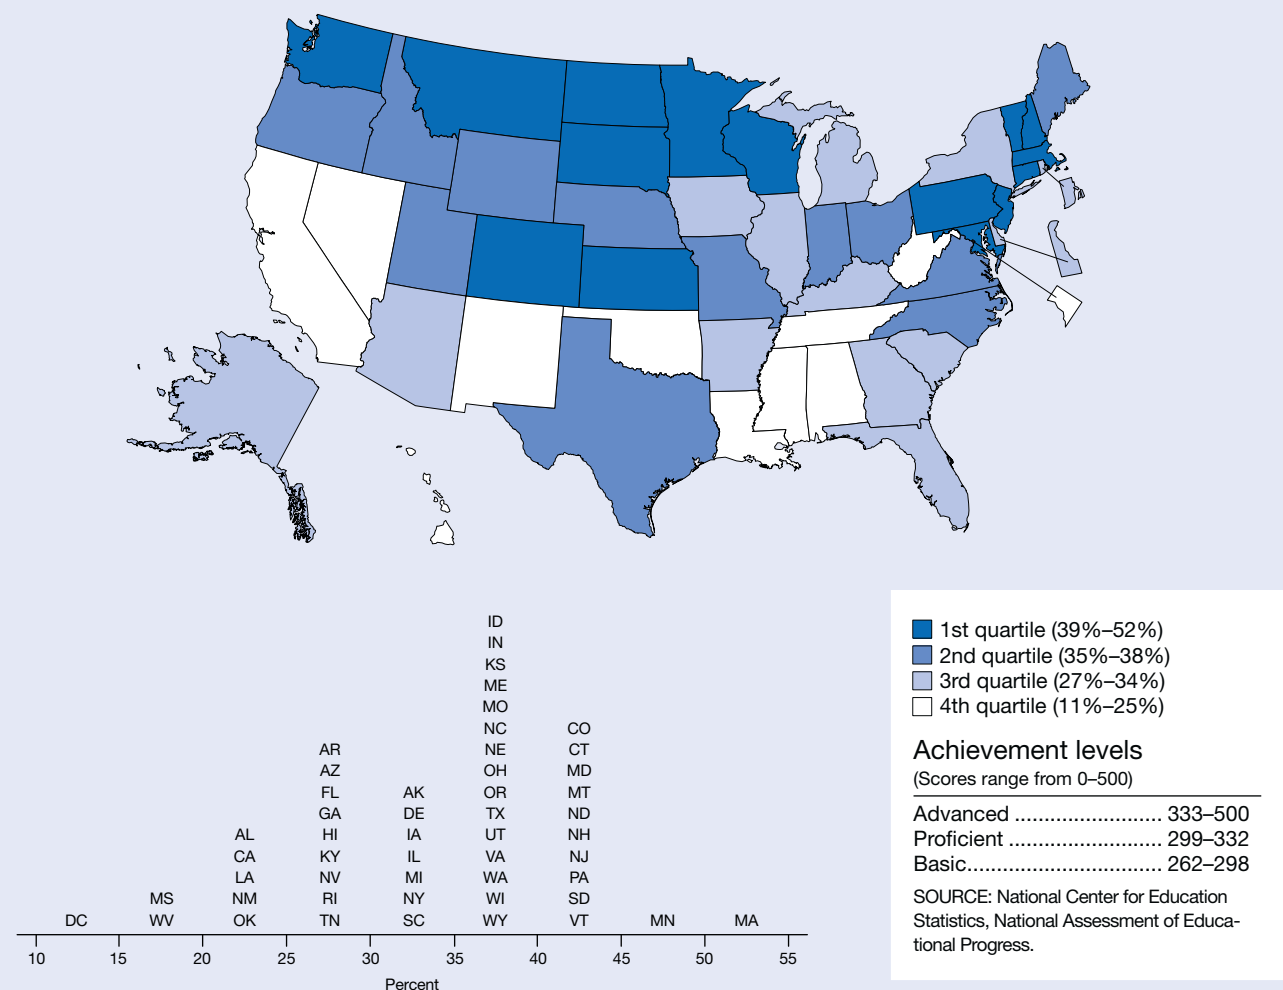 ID
IN
KS
ME
MO
NC CO
AR NE CT
AZ OH MD
FL AK OR MT
GA DE TX ND
AL HI IA UT NH
CA KY IL VA NJ
LA NV MI WA PA
MS NM RI NY WI SD
DC WV OK TN SC WY VT MN MA
10 15 20 25 30 35 40 45 50 55
Percent
1st quartile (39%–52%)
2nd quartile (35%–38%)
3rd quartile (27%–34%)
4th quartile (11%–25%)
Achievement levels
(Scores range from 0–500)
Advanced .......................... 333–500
Proficient ............................ 299–332
Basic.................................. 262–298
SOURCE: National Center for Education
Statistics, National Assessment of Educa-
tional Progress.